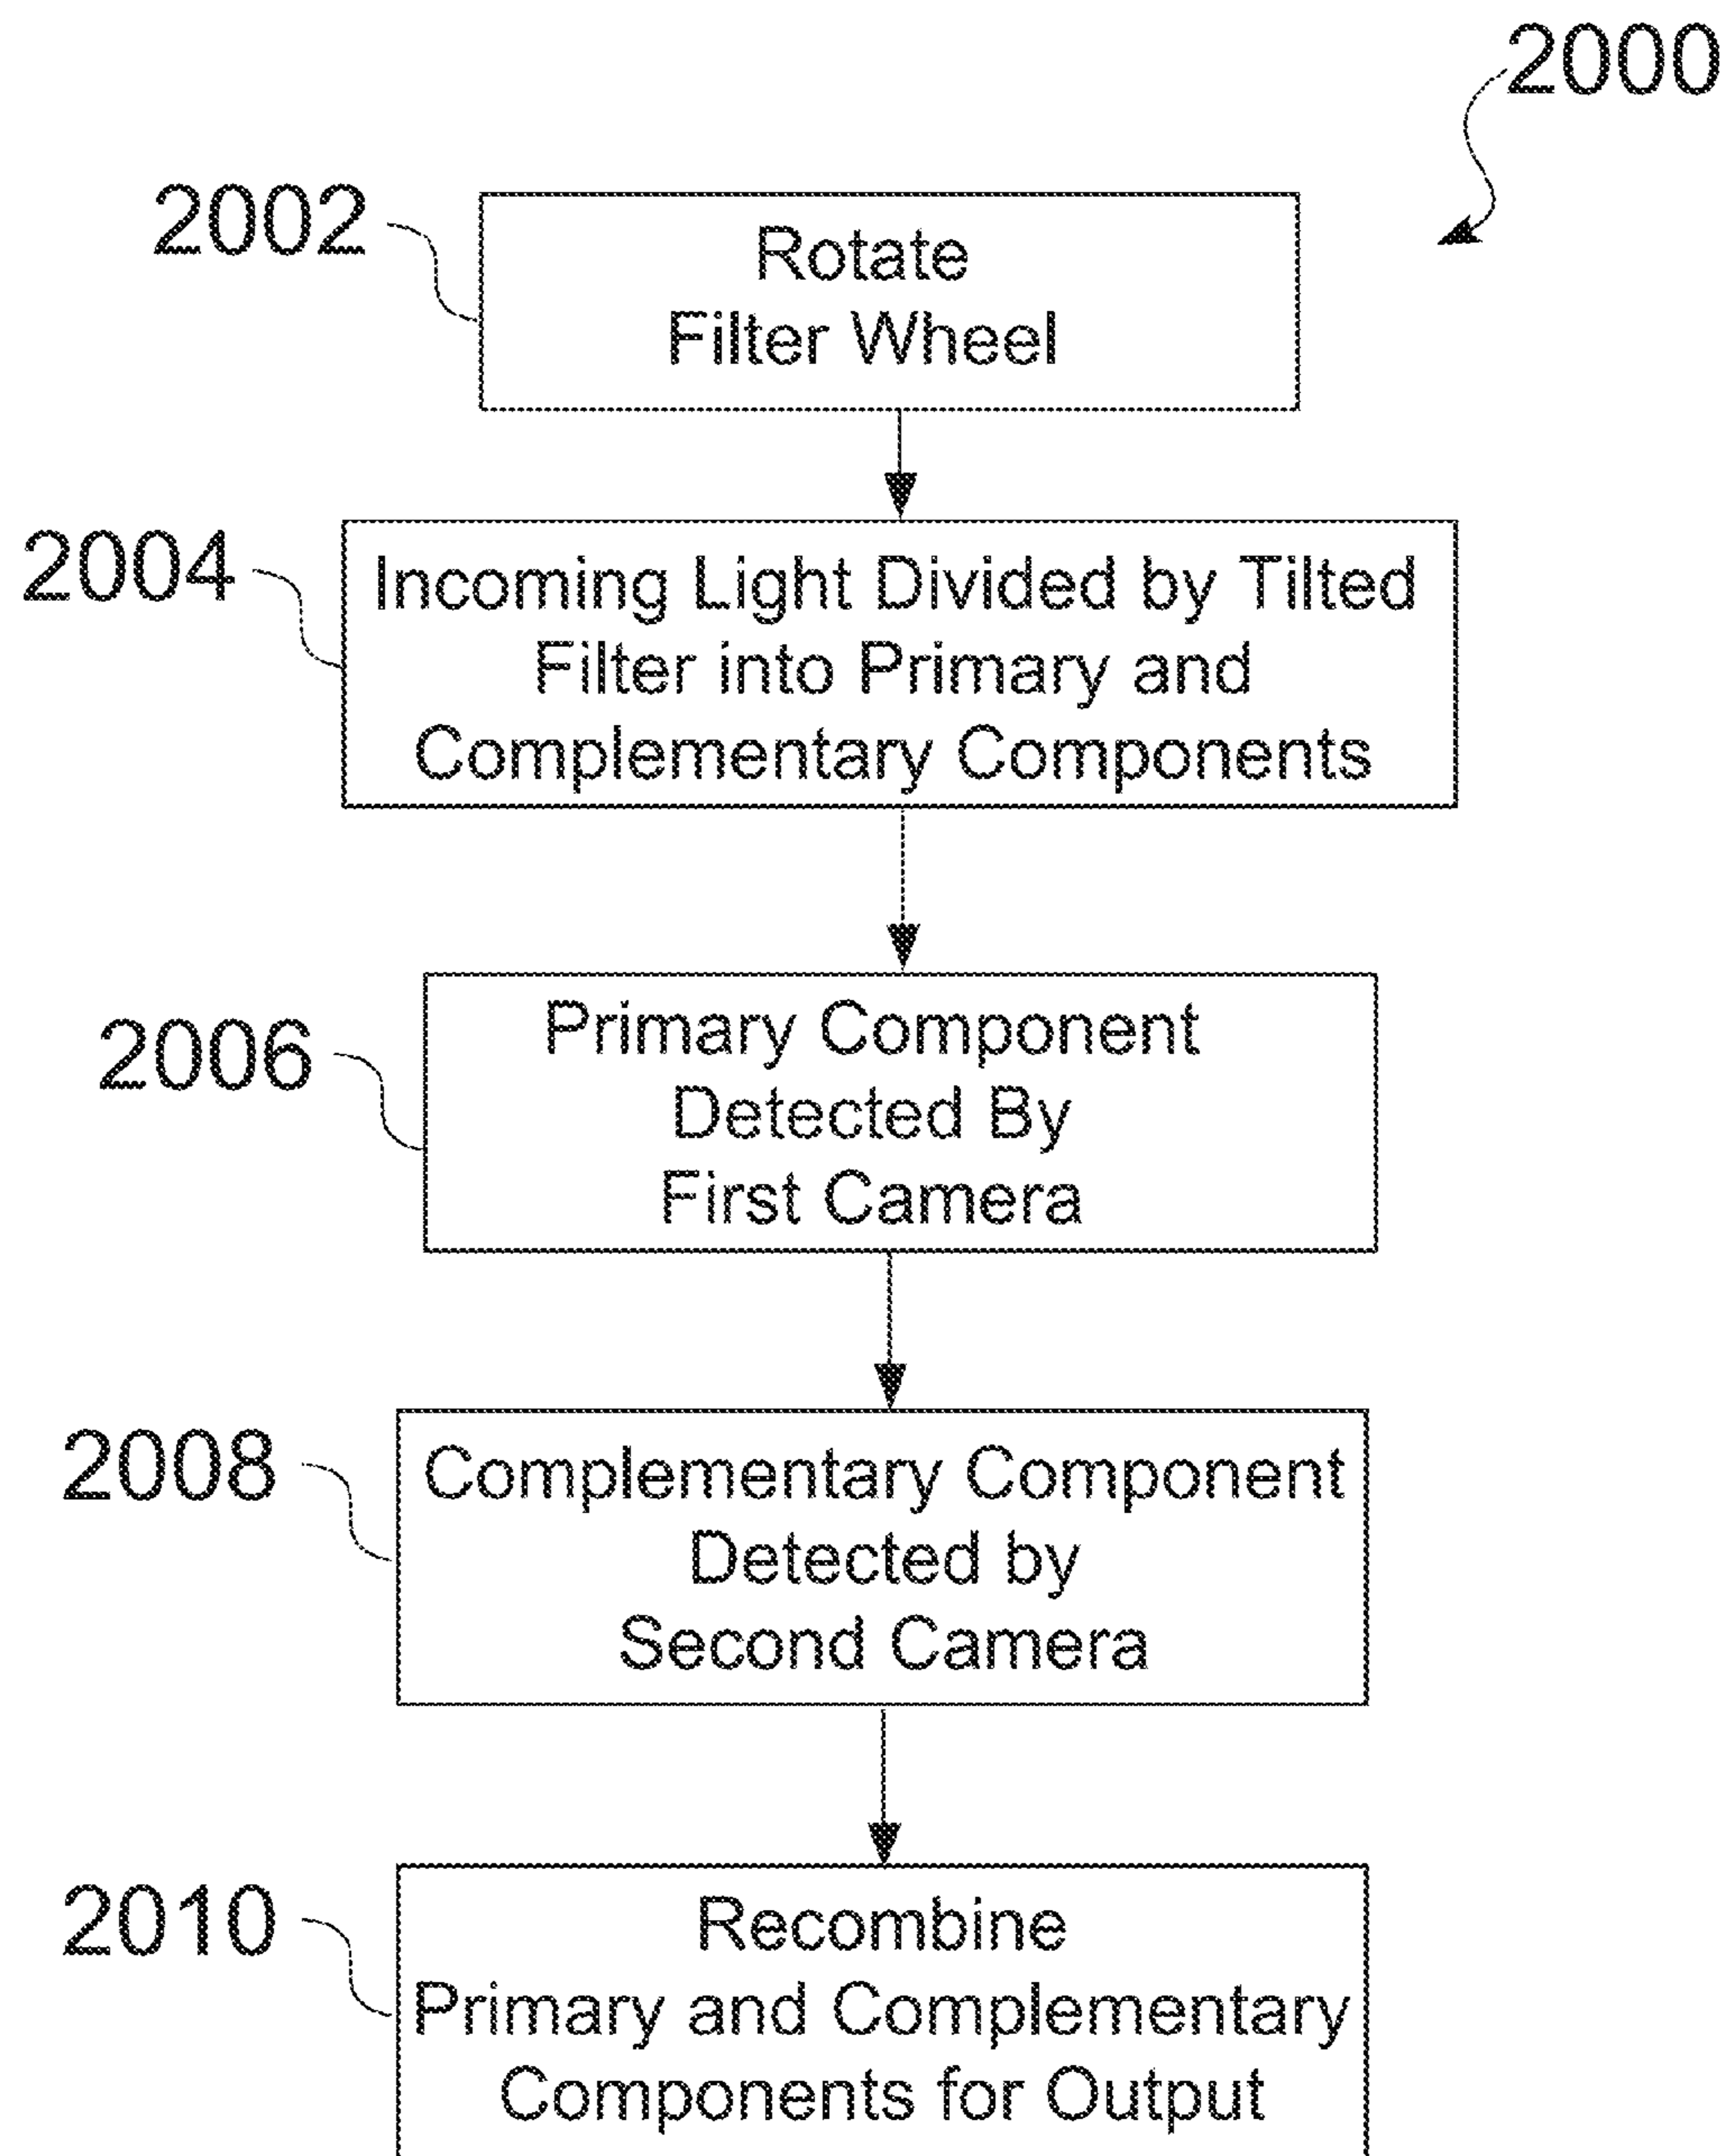 2000
2002
Rotate
Filter Wheel
2004
Incoming Light Divided by Tilted
Filter into Primary and
Complementary Components
2006
Primary Component
Detected By
First Camera
2008
Complementary Component
Detected by
Second Camera
2010
Recombine
Primary and Complementary
Components for Output